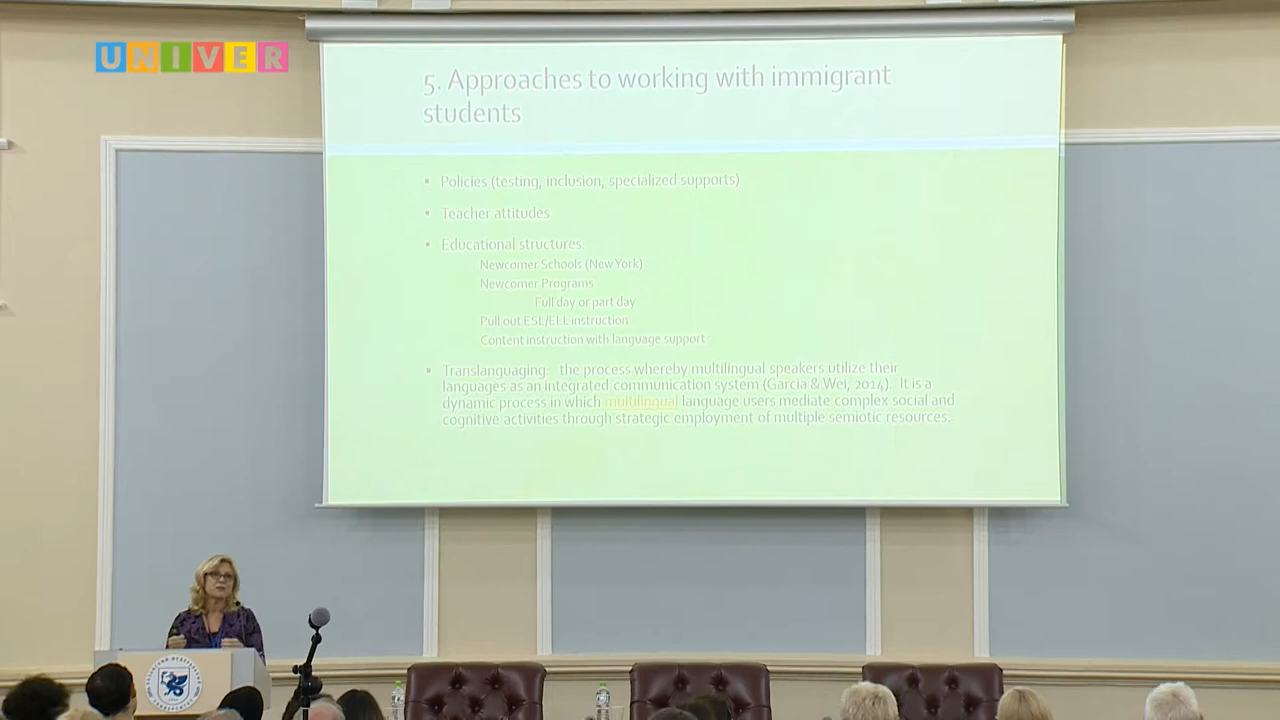 UNIVER
5. Approaches to working with immigrant
students
▪ Policies (testing, inclusion, specialized supports)
▪ Teacher attitudes
▪ Educational structures:
Newcomer Schools (New York)
Newcomer Programs
Full day or part day
Pull out ESL/ELL instruction
Content instruction with language support
▪ Translanguaging: the process whereby multilingual speakers utilize their
languages as an integrated communication system (Garcia & Wei, 2014). It is a
dynamic process in which multilingual language users mediate complex social and
cognitive activities through strategic employment of multiple semiotic resources.